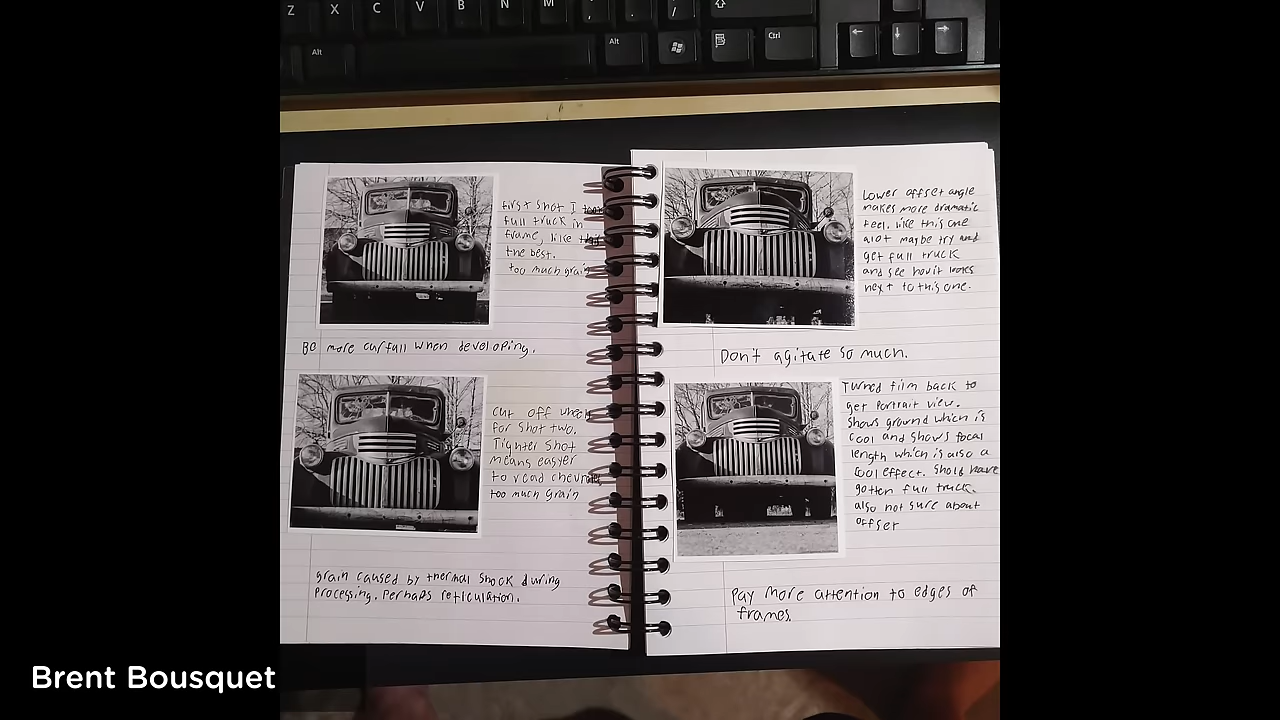 Z X C V B N M
Alt Alt Ctrl
First shot I
full truck in
frame, like
the best.
too much grain
Be more curfull when developing.
Cut off
for shot two.
Tighter shot
means easyer
to read
too much grain
grain caused by thermal shock during
processing. Perhaps reticulation.
Lower offset angle
makes more dramatic
feel. like this one
alot maybe try and
get full truck
and see how it looks
next to this one.
Don't agitate so much.
Turned film back to
get Portrait view.
Shows ground which is
cool and shows focal
length which is also a
cool effect. Shold have
gotten full truck.
also not sure about
offset
Pay more attention to edges of
frames.
Brent Bousquet